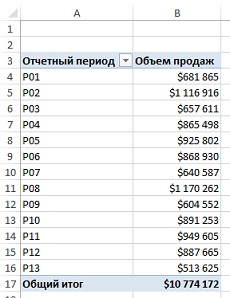 A B
1
2
3 Отчетный период Объем продаж
4 P01 $681 865
5 P02 $1 116 916
6 P03 $657 611
7 P04 $865 498
8 P05 $925 802
9 P06 $868 930
10 P07 $640 587
11 P08 $1 170 262
12 P09 $604 552
13 P10 $891 253
14 P11 $949 605
15 P12 $887 665
16 P13 $513 625
17 Общий итог $10 774 172